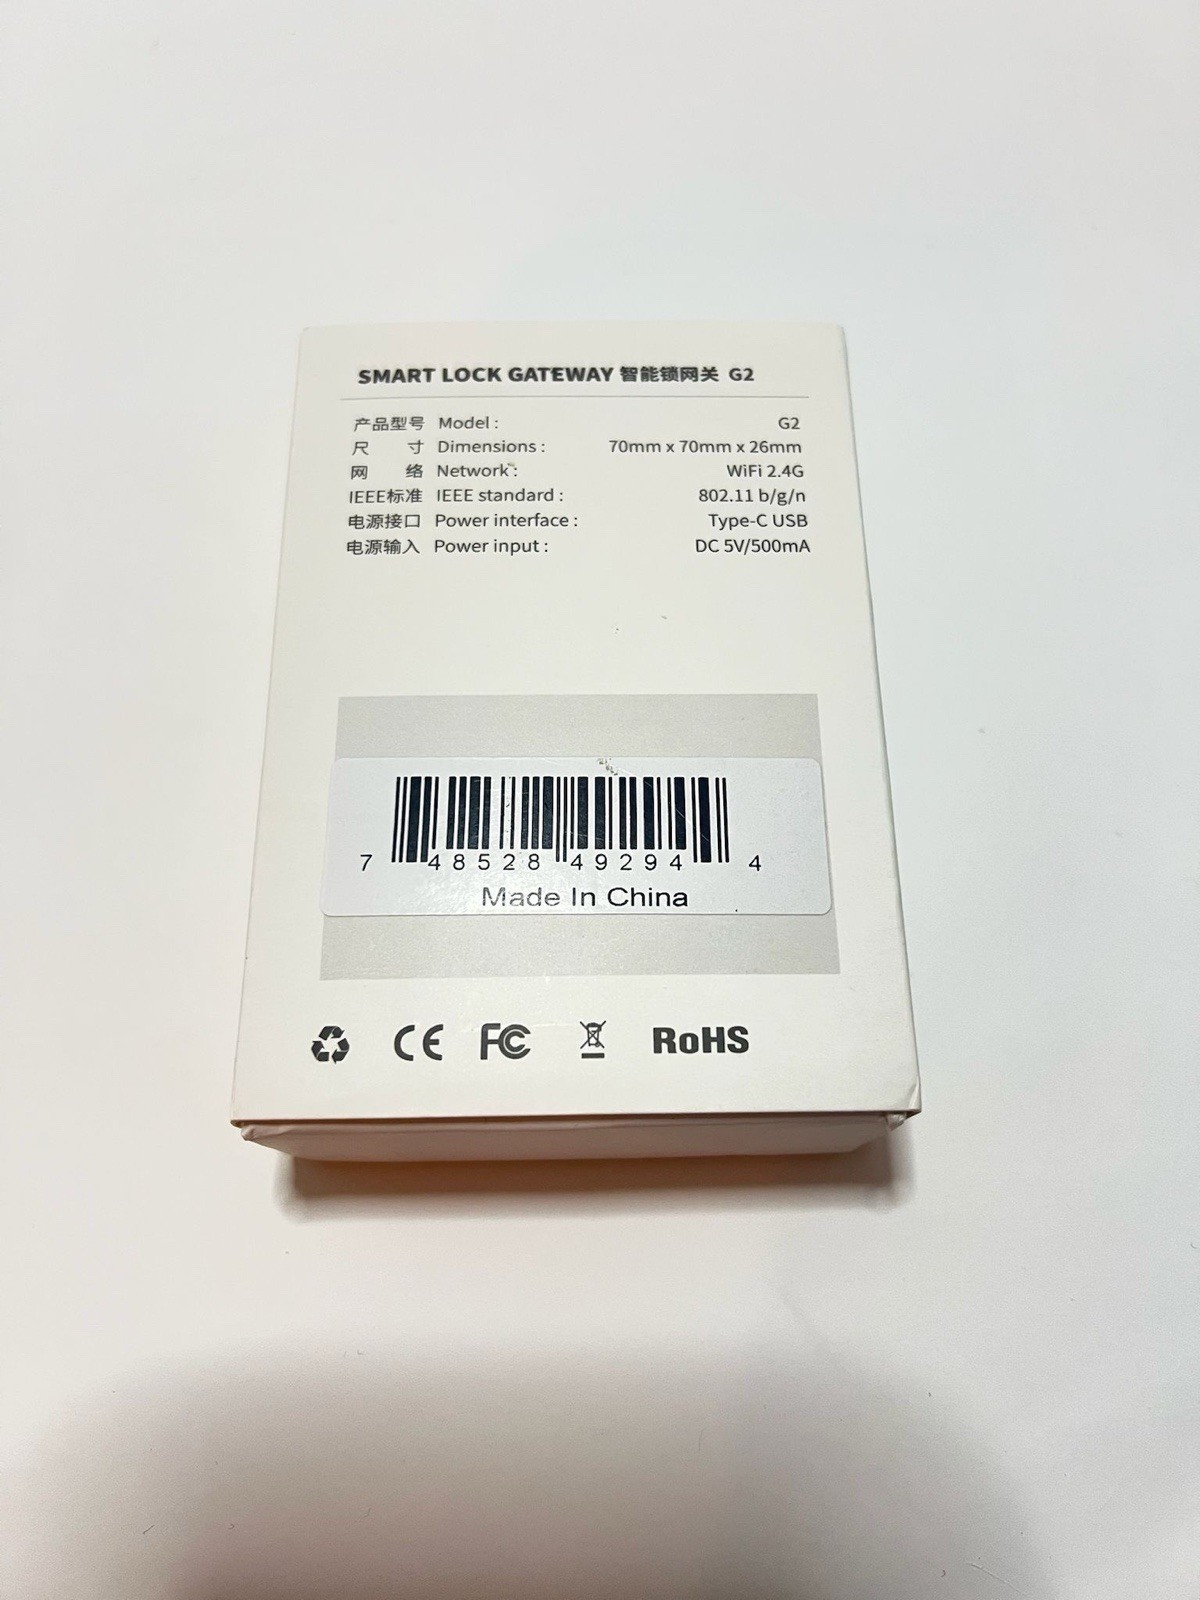 SMART LOCK GATEWAY 智能锁网关 G2
产品型号 Model : G2
尺 寸 Dimensions : 70mm x 70mm x 26mm
网 络 Network : WiFi 2.4G
IEEE标准 IEEE standard : 802.11 b/g/n
电源接口 Power interface : Type-C USB
电源输入 Power input : DC 5V/500mA
7 48528 49294 4
Made In China
CE FC RoHS